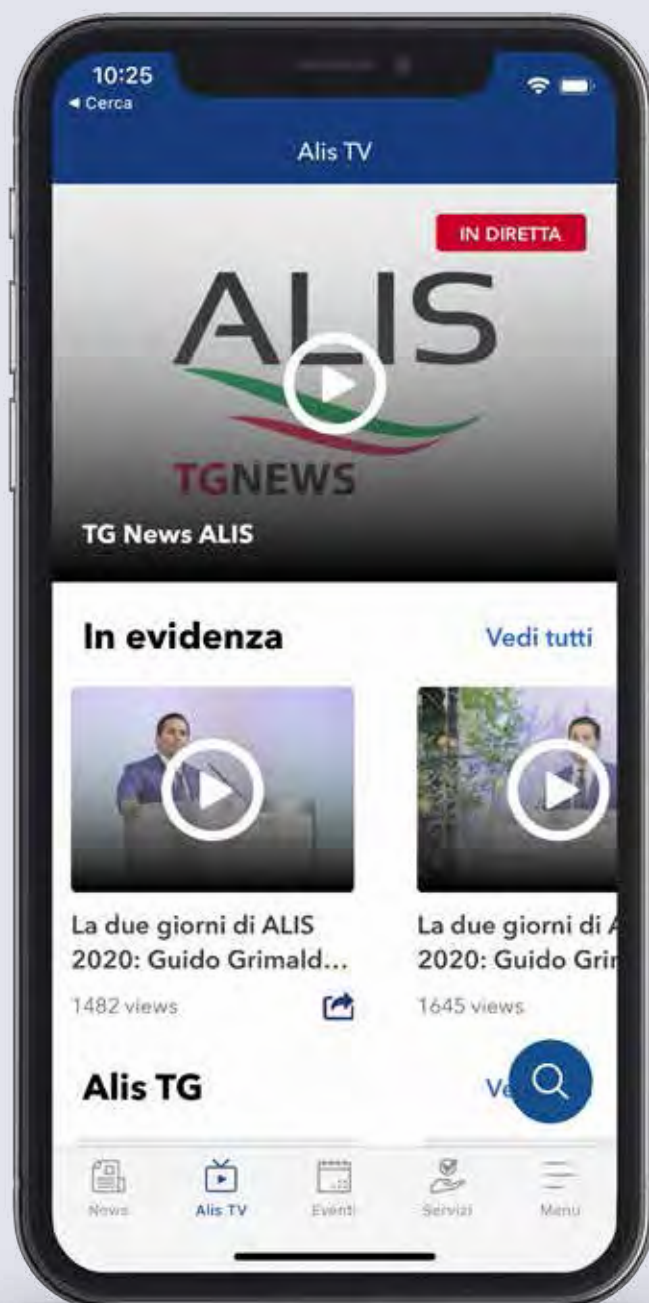 10:25
◀ Cerca
Alis TV
IN DIRETTA
ALIS
TGNEWS
TG News ALIS
In evidenza
Vedi tutti
La due giorni di ALIS
2020: Guido Grimald...
1482 views
La due giorni di A
2020: Guido Grim
1645 views
Alis TG
Ve
News
Alis TV
Eventi
Servizi
Menu